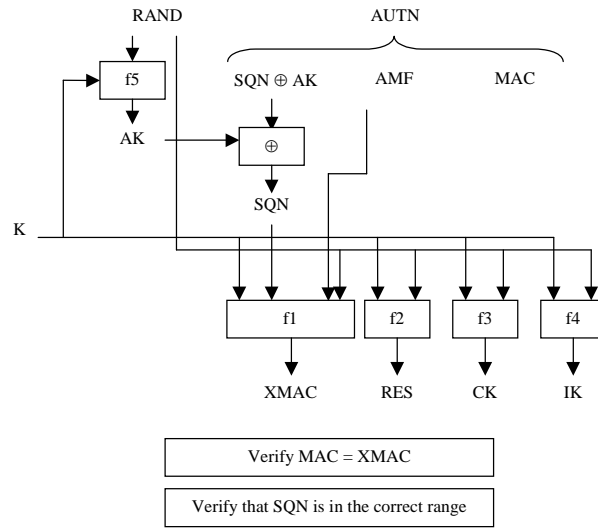 RAND
AUTN
f5
SQN ⊕ AK
AMF
MAC
AK
⊕
SQN
K
f1
f2
f3
f4
XMAC
RES
CK
IK
Verify MAC = XMAC
Verify that SQN is in the correct range